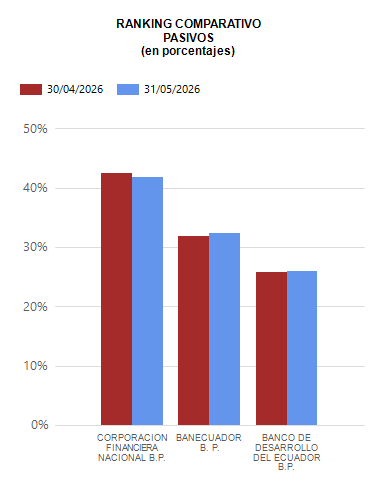 RANKING COMPARATIVO
PASIVOS
(en porcentajes)
30/04/2026 31/05/2026
50%
40%
30%
20%
10%
0%
CORPORACION
FINANCIERA
NACIONAL B.P.
BANECUADOR
B. P.
BANCO DE
DESARROLLO
DEL ECUADOR
B.P.